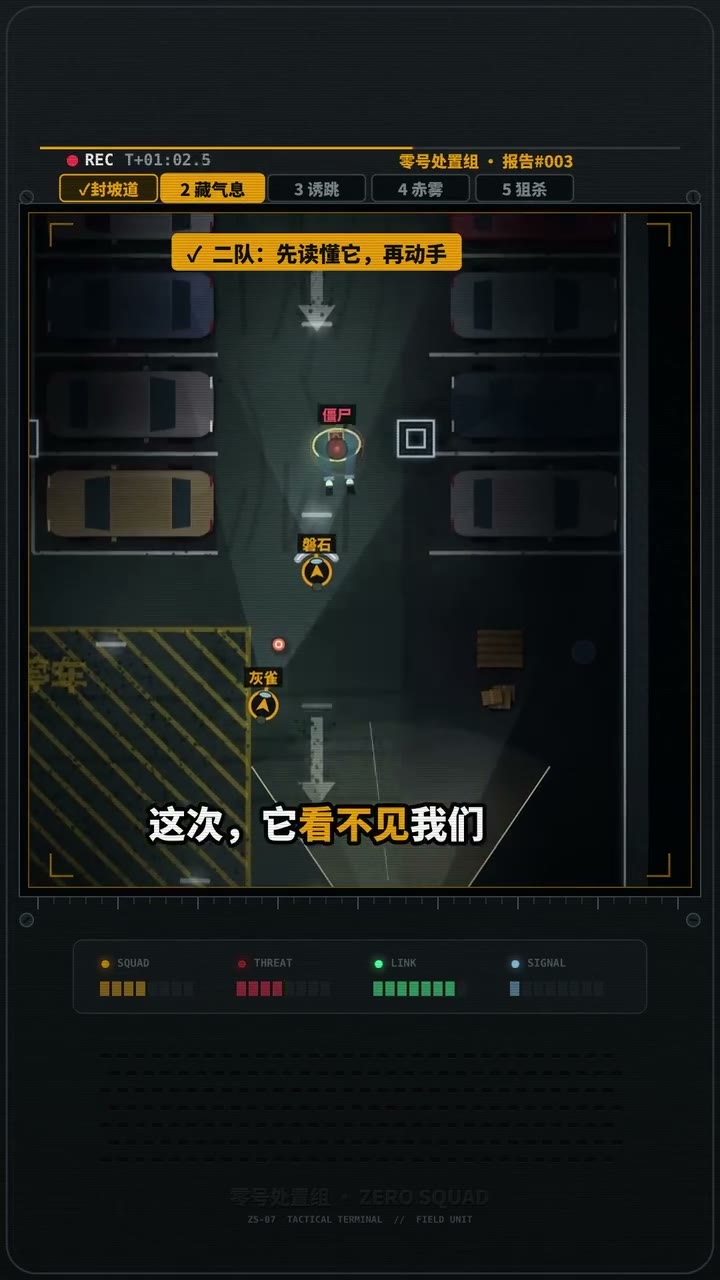 REC T+01:02.5
零号处置组 · 报告#003
✓封坡道
2 藏气息
3 诱跳
4 赤雾
5 狙杀
✓ 二队：先读懂它，再动手
僵尸
磐石
灰雀
停车
这次，它看不见我们
SQUAD
THREAT
LINK
SIGNAL
零号处置组 · ZERO SQUAD
ZS-07 TACTICAL TERMINAL // FIELD UNIT